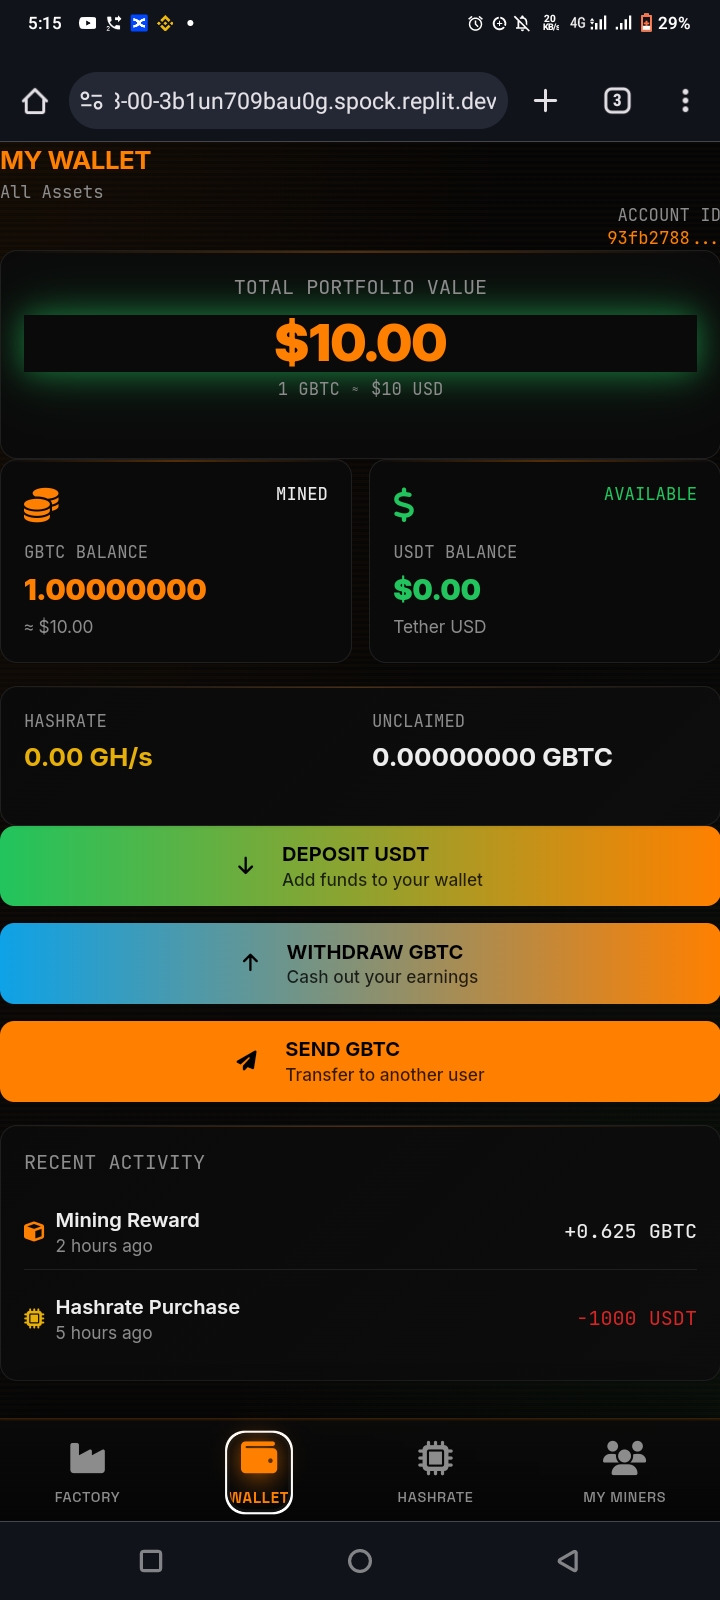 5:15
20 KB/s
4G
29%
3-00-3b1un709bau0g.spock.replit.dev
3
MY WALLET
All Assets
ACCOUNT ID
93fb2788...
TOTAL PORTFOLIO VALUE
$10.00
1 GBTC ≈ $10 USD
MINED
GBTC BALANCE
1.00000000
≈ $10.00
AVAILABLE
USDT BALANCE
$0.00
Tether USD
HASHRATE
0.00 GH/s
UNCLAIMED
0.00000000 GBTC
DEPOSIT USDT
Add funds to your wallet
WITHDRAW GBTC
Cash out your earnings
SEND GBTC
Transfer to another user
RECENT ACTIVITY
Mining Reward
2 hours ago
+0.625 GBTC
Hashrate Purchase
5 hours ago
-1000 USDT
FACTORY
WALLET
HASHRATE
MY MINERS